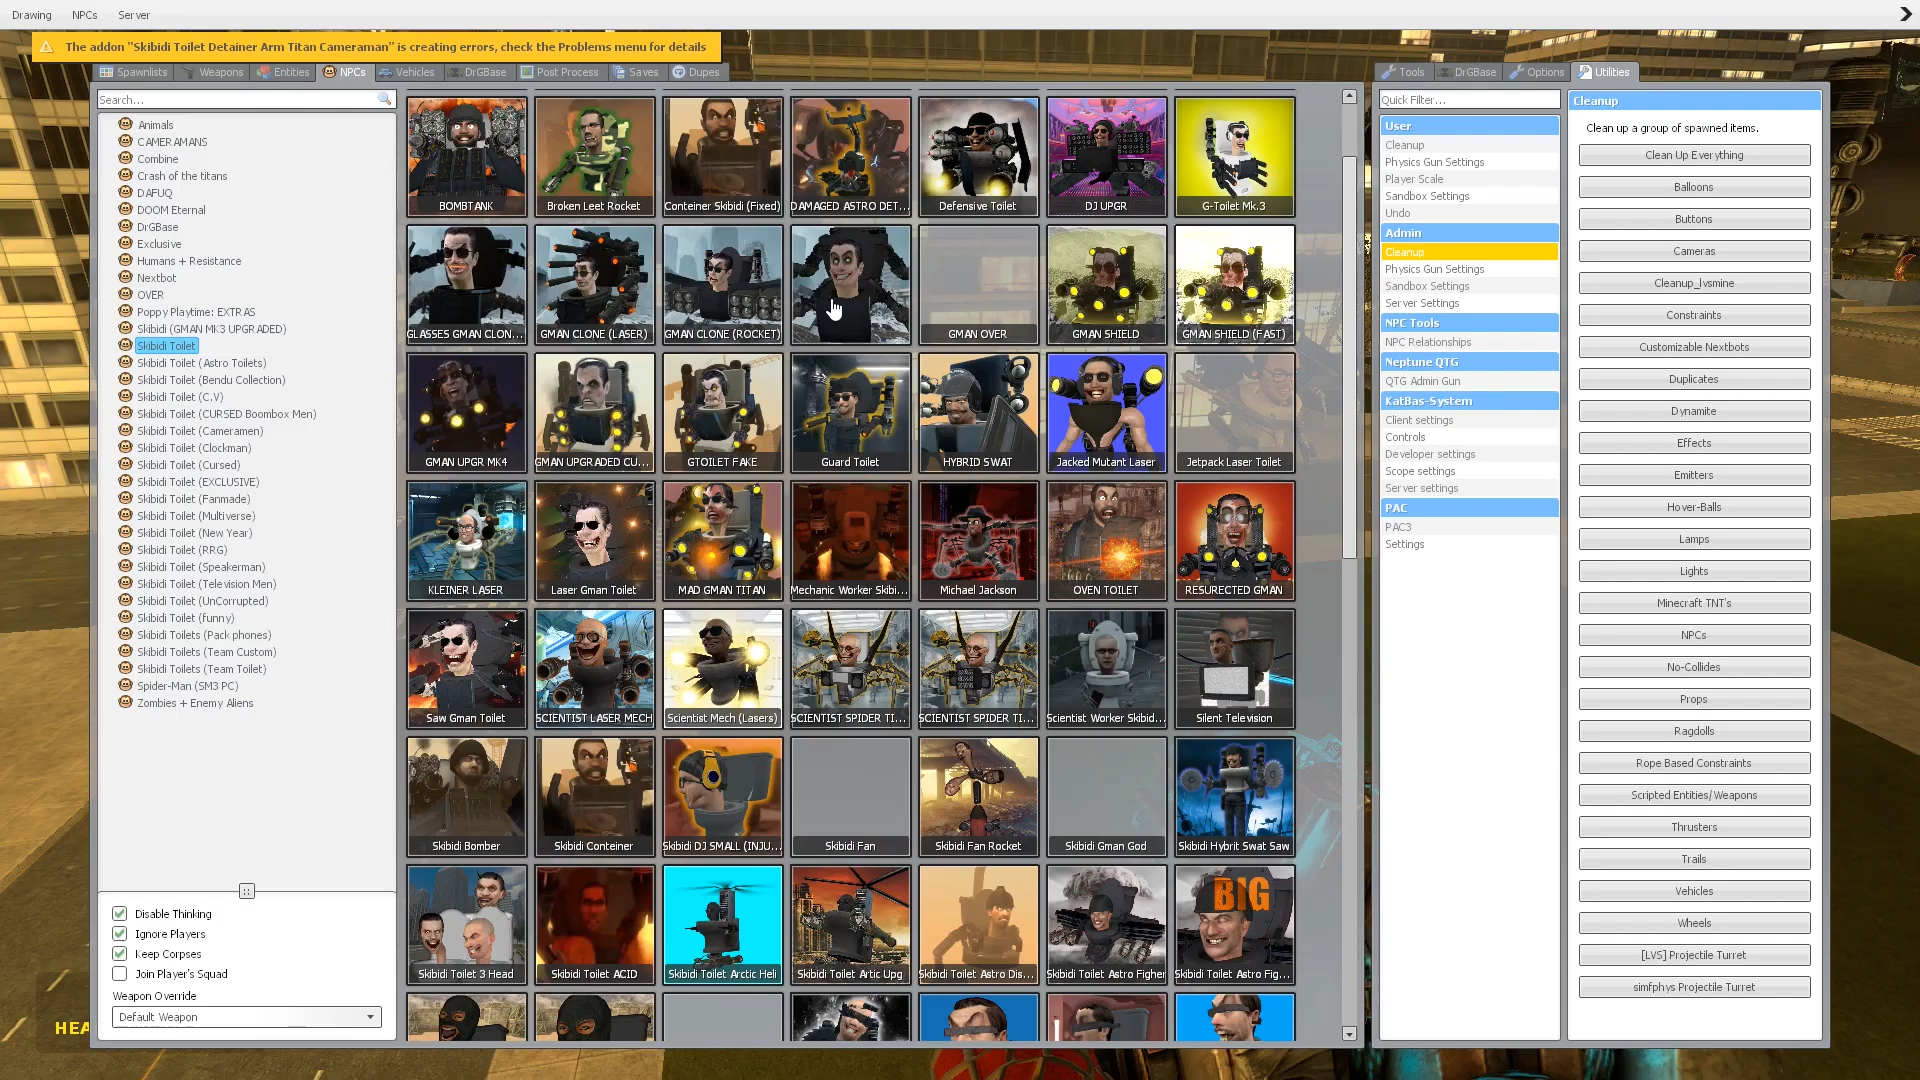 Drawing NPCs Server
The addon "Skibidi Toilet Detainer Arm Titan Cameraman" is creating errors, check the Problems menu for details
Spawnlists Weapons Entities NPCs Vehicles DrGBase Post Process Saves Dupes
Search...
Animals
CAMERAMANS
Combine
Crash of the titans
DAFUQ
DOOM Eternal
DrGBase
Exclusive
Humans + Resistance
Nextbot
OVER
Poppy Playtime: EXTRAS
Skibidi (GMAN MK3 UPGRADED)
Skibidi Toilet
Skibidi Toilet (Astro Toilets)
Skibidi Toilet (Bendu Collection)
Skibidi Toilet (C.V)
Skibidi Toilet (CURSED Boombox Men)
Skibidi Toilet (Cameramen)
Skibidi Toilet (Clockman)
Skibidi Toilet (Cursed)
Skibidi Toilet (EXCLUSIVE)
Skibidi Toilet (Fanmade)
Skibidi Toilet (Multiverse)
Skibidi Toilet (New Year)
Skibidi Toilet (RRG)
Skibidi Toilet (Speakerman)
Skibidi Toilet (Television Men)
Skibidi Toilet (UnCorrupted)
Skibidi Toilet (funny)
Skibidi Toilets (Pack phones)
Skibidi Toilets (Team Custom)
Skibidi Toilets (Team Toilet)
Spider-Man (SM3 PC)
Zombies + Enemy Aliens
Disable Thinking
Ignore Players
Keep Corpses
Join Player's Squad
Weapon Override
Default Weapon
HEA
BOMBTANK Broken Leet Rocket Conteiner Skibidi (Fixed) DAMAGED ASTRO DET... Defensive Toilet DJ UPGR G-Toilet Mk.3
GLASSES GMAN CLON... GMAN CLONE (LASER) GMAN CLONE (ROCKET) GMAN OVER GMAN SHIELD GMAN SHIELD (FAST)
GMAN UPGR MK4 GMAN UPGRADED CU... GTOILET FAKE Guard Toilet HYBRID SWAT Jacked Mutant Laser Jetpack Laser Toilet
KLEINER LASER Laser Gman Toilet MAD GMAN TITAN Mechanic Worker Skibi... Michael Jackson OVEN TOILET RESURECTED GMAN
Saw Gman Toilet SCIENTIST LASER MECH Scientist Mech (Lasers) SCIENTIST SPIDER TI... SCIENTIST SPIDER TI... Scientist Worker Skibid... Silent Television
Skibidi Bomber Skibidi Conteiner Skibidi DJ SMALL (INJU... Skibidi Fan Skibidi Fan Rocket Skibidi Gman God Skibidi Hybrit Swat Saw
BIG
Skibidi Toilet 3 Head Skibidi Toilet ACID Skibidi Toilet Arctic Heli Skibidi Toilet Artic Upg Skibidi Toilet Astro Dis... Skibidi Toilet Astro Figher Skibidi Toilet Astro Fig...
Tools DrGBase Options Utilities
Quick Filter...
User
Cleanup
Physics Gun Settings
Player Scale
Sandbox Settings
Undo
Admin
Cleanup
Physics Gun Settings
Sandbox Settings
Server Settings
NPC Tools
NPC Relationships
Neptune QTG
QTG Admin Gun
KatBas-System
Client settings
Controls
Developer settings
Scope settings
Server settings
PAC
PAC3
Settings
Cleanup
Clean up a group of spawned items.
Clean Up Everything
Balloons
Buttons
Cameras
Cleanup_lvsmine
Constraints
Customizable Nextbots
Duplicates
Dynamite
Effects
Emitters
Hover-Balls
Lamps
Lights
Minecraft TNT's
NPCs
No-Collides
Props
Ragdolls
Rope Based Constraints
Scripted Entities/Weapons
Thrusters
Trails
Vehicles
Wheels
[LVS] Projectile Turret
simfphys Projectile Turret